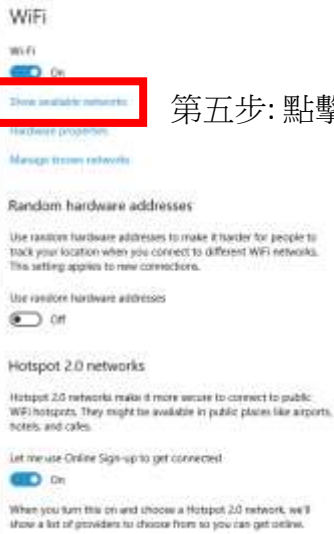 WiFi
Wi-Fi
On
Show available networks
第五步: 點擊
Hardware properties
Manage known networks
Random hardware addresses
Use random hardware addresses to make it harder for people to
track your location when you connect to different WiFi networks.
This setting applies to new connections.
Use random hardware addresses
Off
Hotspot 2.0 networks
Hotspot 2.0 networks make it more secure to connect to public
WiFi hotspots. They might be available in public places like airports,
hotels, and cafes.
Let me use Online Sign-up to get connected
On
When you turn this on and choose a Hotspot 2.0 network, we'll
show a list of providers to choose from so you can get online.